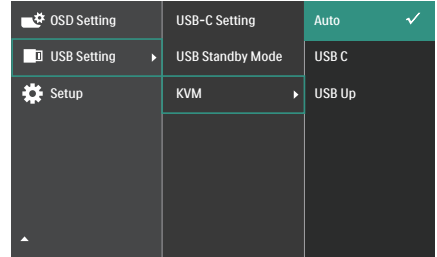 OSD Setting
USB-C Setting
Auto
USB Setting
USB Standby Mode
USB C
Setup
KVM
USB Up